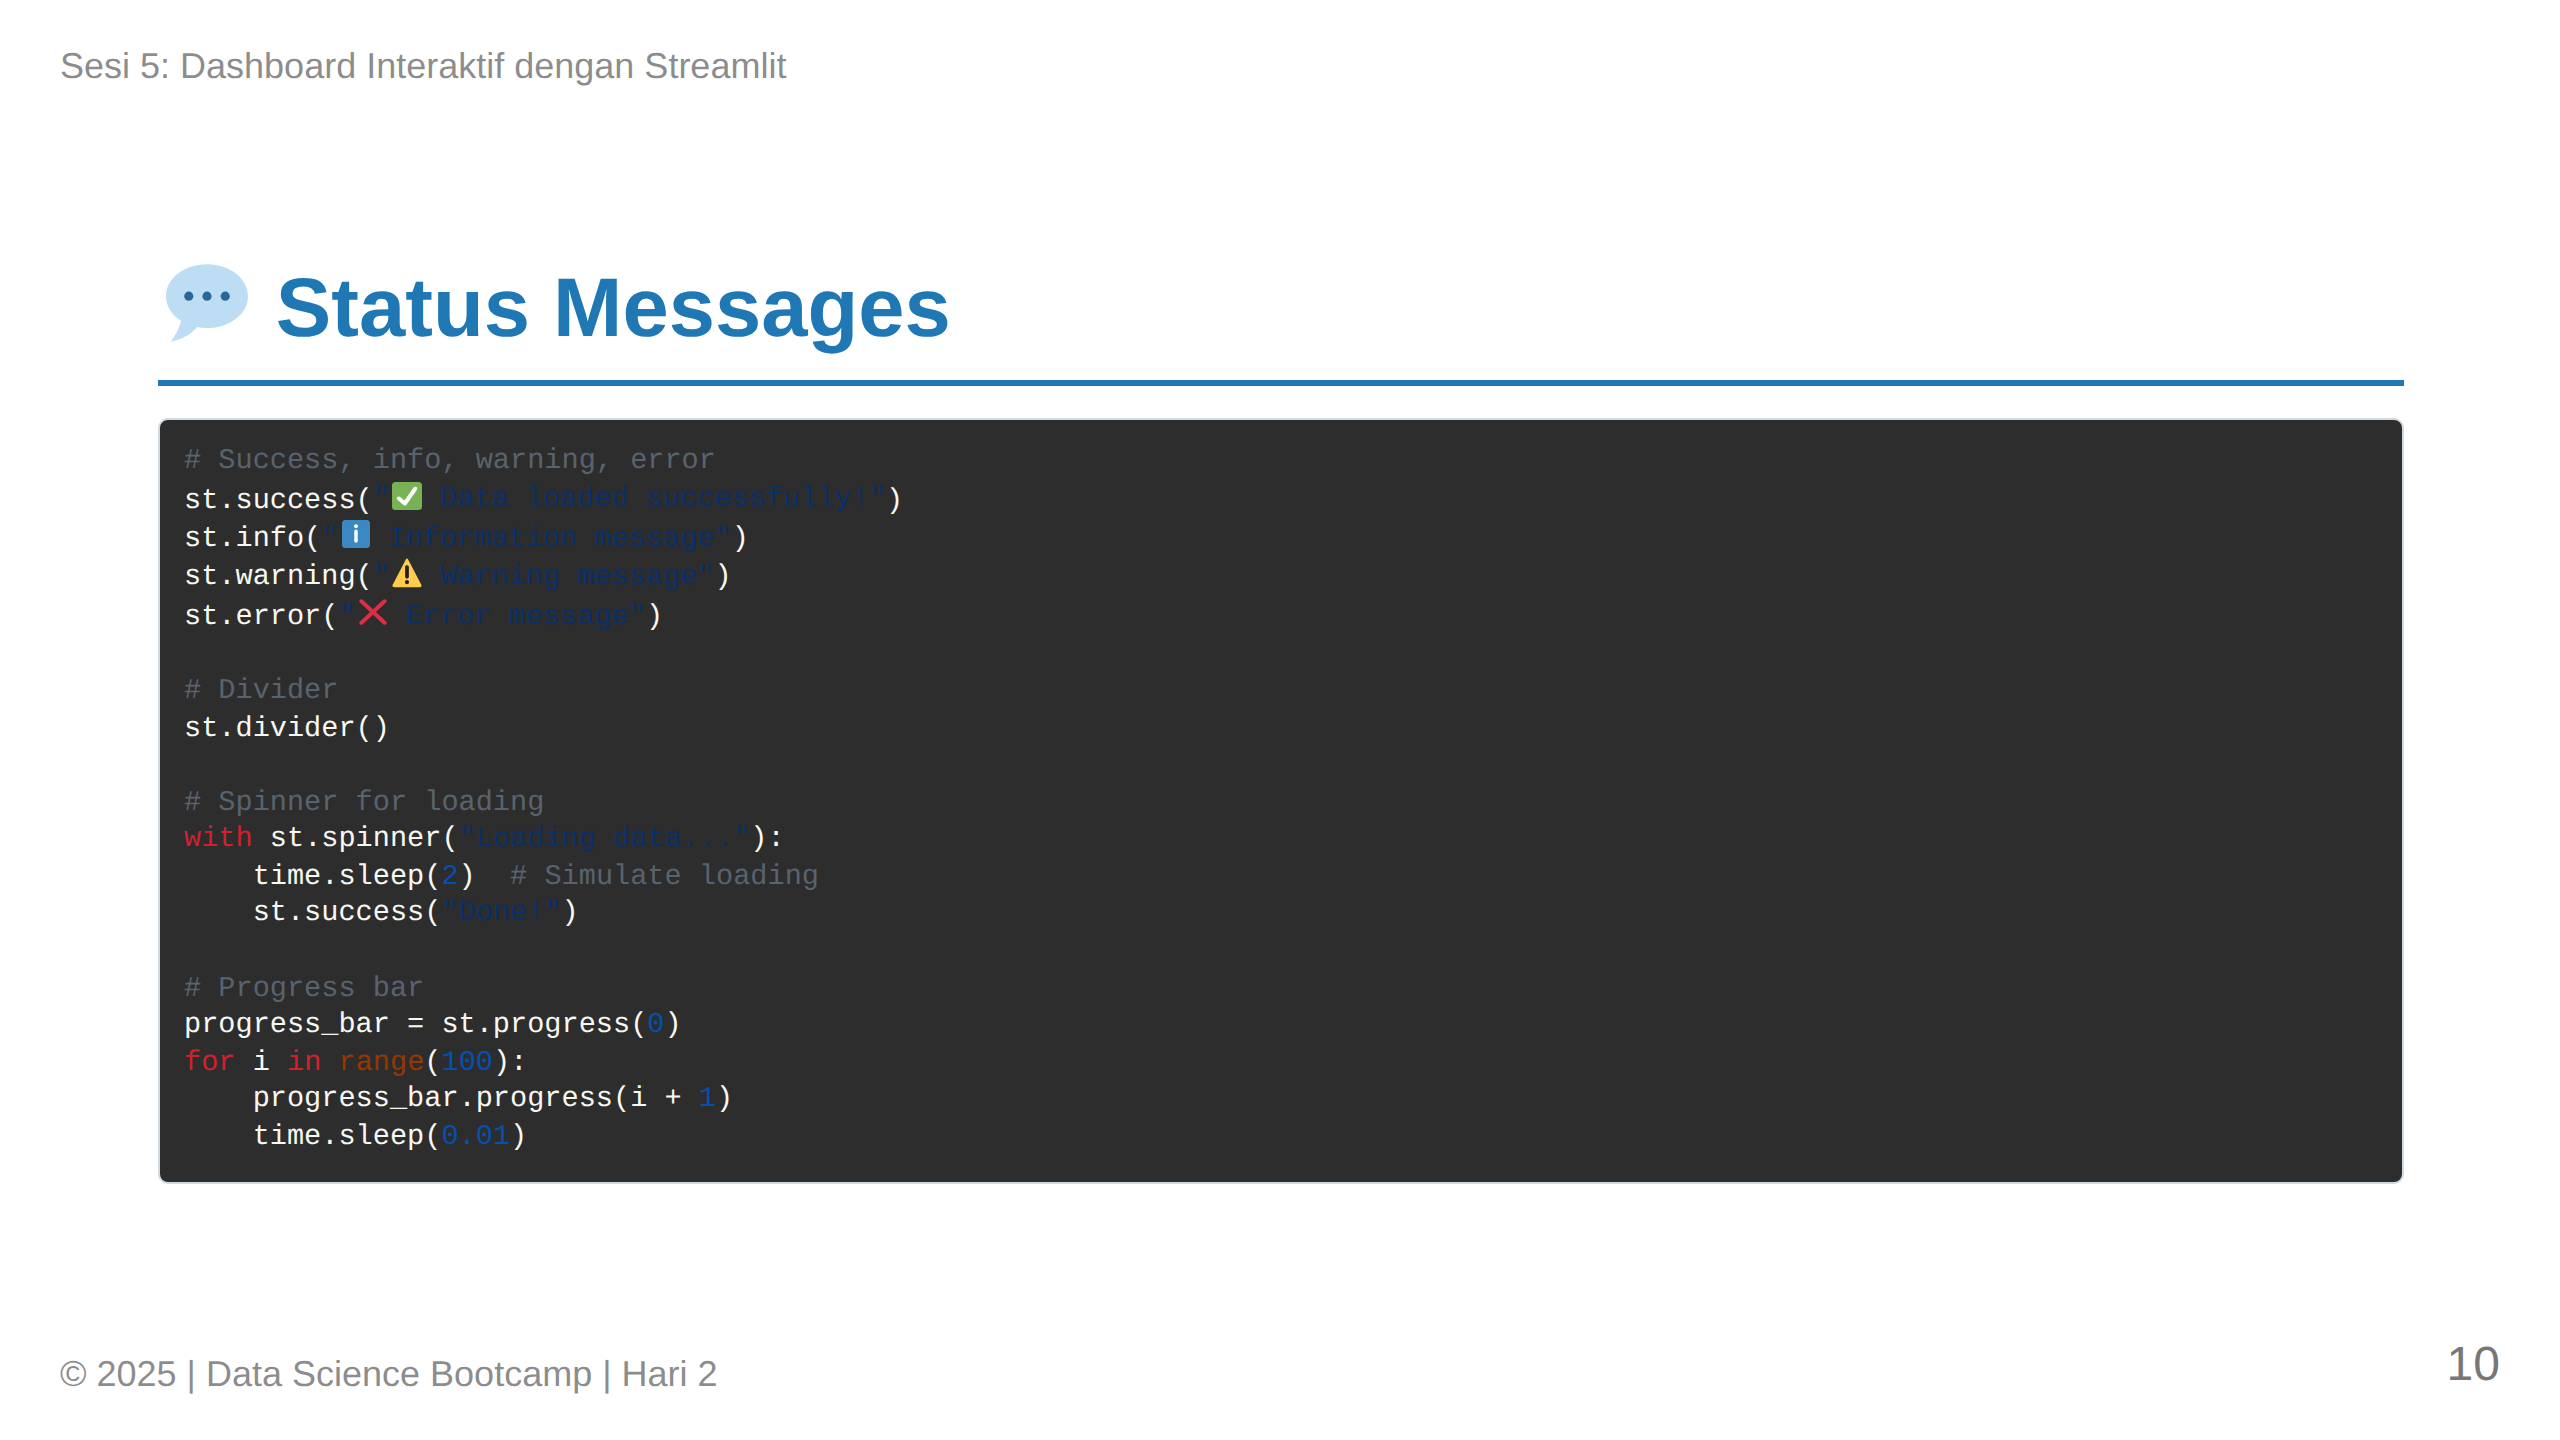 Sesi 5: Dashboard Interaktif dengan Streamlit
💬 Status Messages
# Success, info, warning, error
st.success("✅ Data loaded successfully!")
st.info("ℹ️ Information message")
st.warning("⚠️ Warning message")
st.error("❌ Error message")
# Divider
st.divider()
# Spinner for loading
with st.spinner("Loading data..."):
    time.sleep(2)  # Simulate loading
    st.success("Done!")
# Progress bar
progress_bar = st.progress(0)
for i in range(100):
    progress_bar.progress(i + 1)
    time.sleep(0.01)
© 2025 | Data Science Bootcamp | Hari 2
10